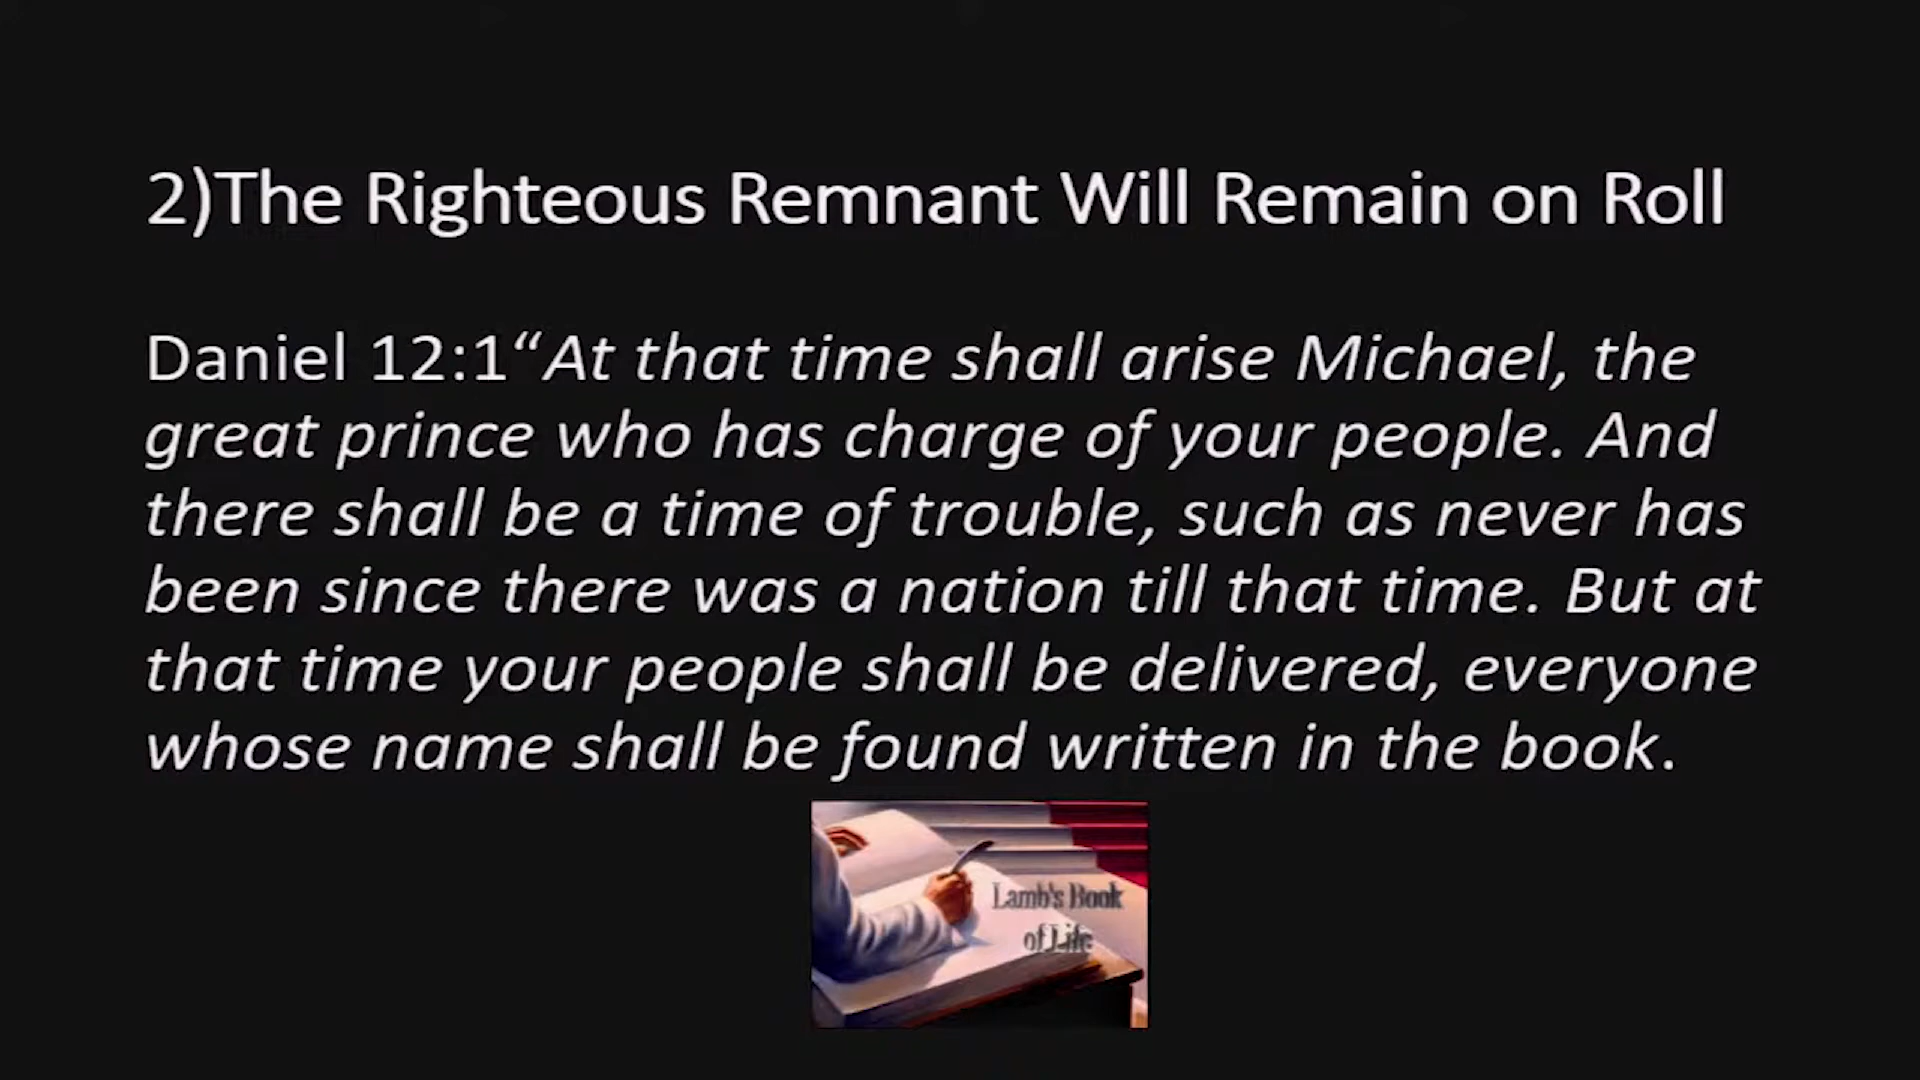 2)The Righteous Remnant Will Remain on Roll
Daniel 12:1“At that time shall arise Michael, the
great prince who has charge of your people. And
there shall be a time of trouble, such as never has
been since there was a nation till that time. But at
that time your people shall be delivered, everyone
whose name shall be found written in the book.
Lamb's Book
of Life